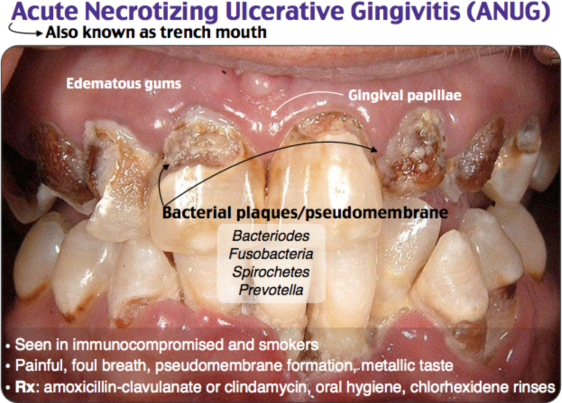 Acute Necrotizing Ulcerative Gingivitis (ANUG)
Also known as trench mouth
Edematous gums
Gingival papillae
Bacterial plaques/pseudomembrane
Bacteriodes
Fusobacteria
Spirochetes
Prevotella
• Seen in immunocompromised and smokers
• Painful, foul breath, pseudomembrane formation, metallic taste
• Rx: amoxicillin-clavulanate or clindamycin, oral hygiene, chlorhexidene rinses